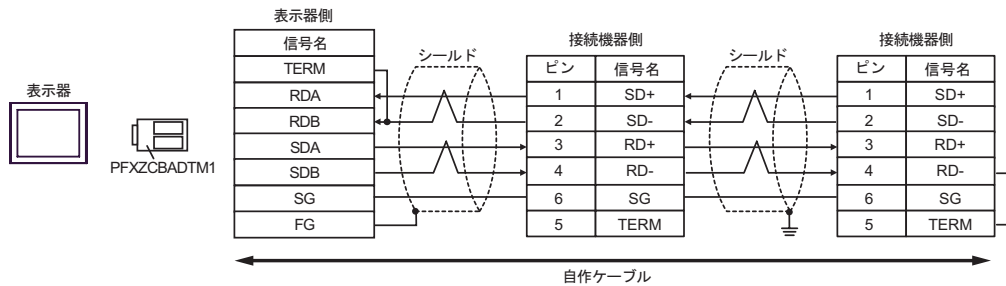 表示器
PFXZCBADTM1
表示器側
信号名
TERM
RDA
RDB
SDA
SDB
SG
FG
シールド
接続機器側
ピン 信号名
1 SD+
2 SD-
3 RD+
4 RD-
6 SG
5 TERM
シールド
接続機器側
ピン 信号名
1 SD+
2 SD-
3 RD+
4 RD-
6 SG
5 TERM
自作ケーブル